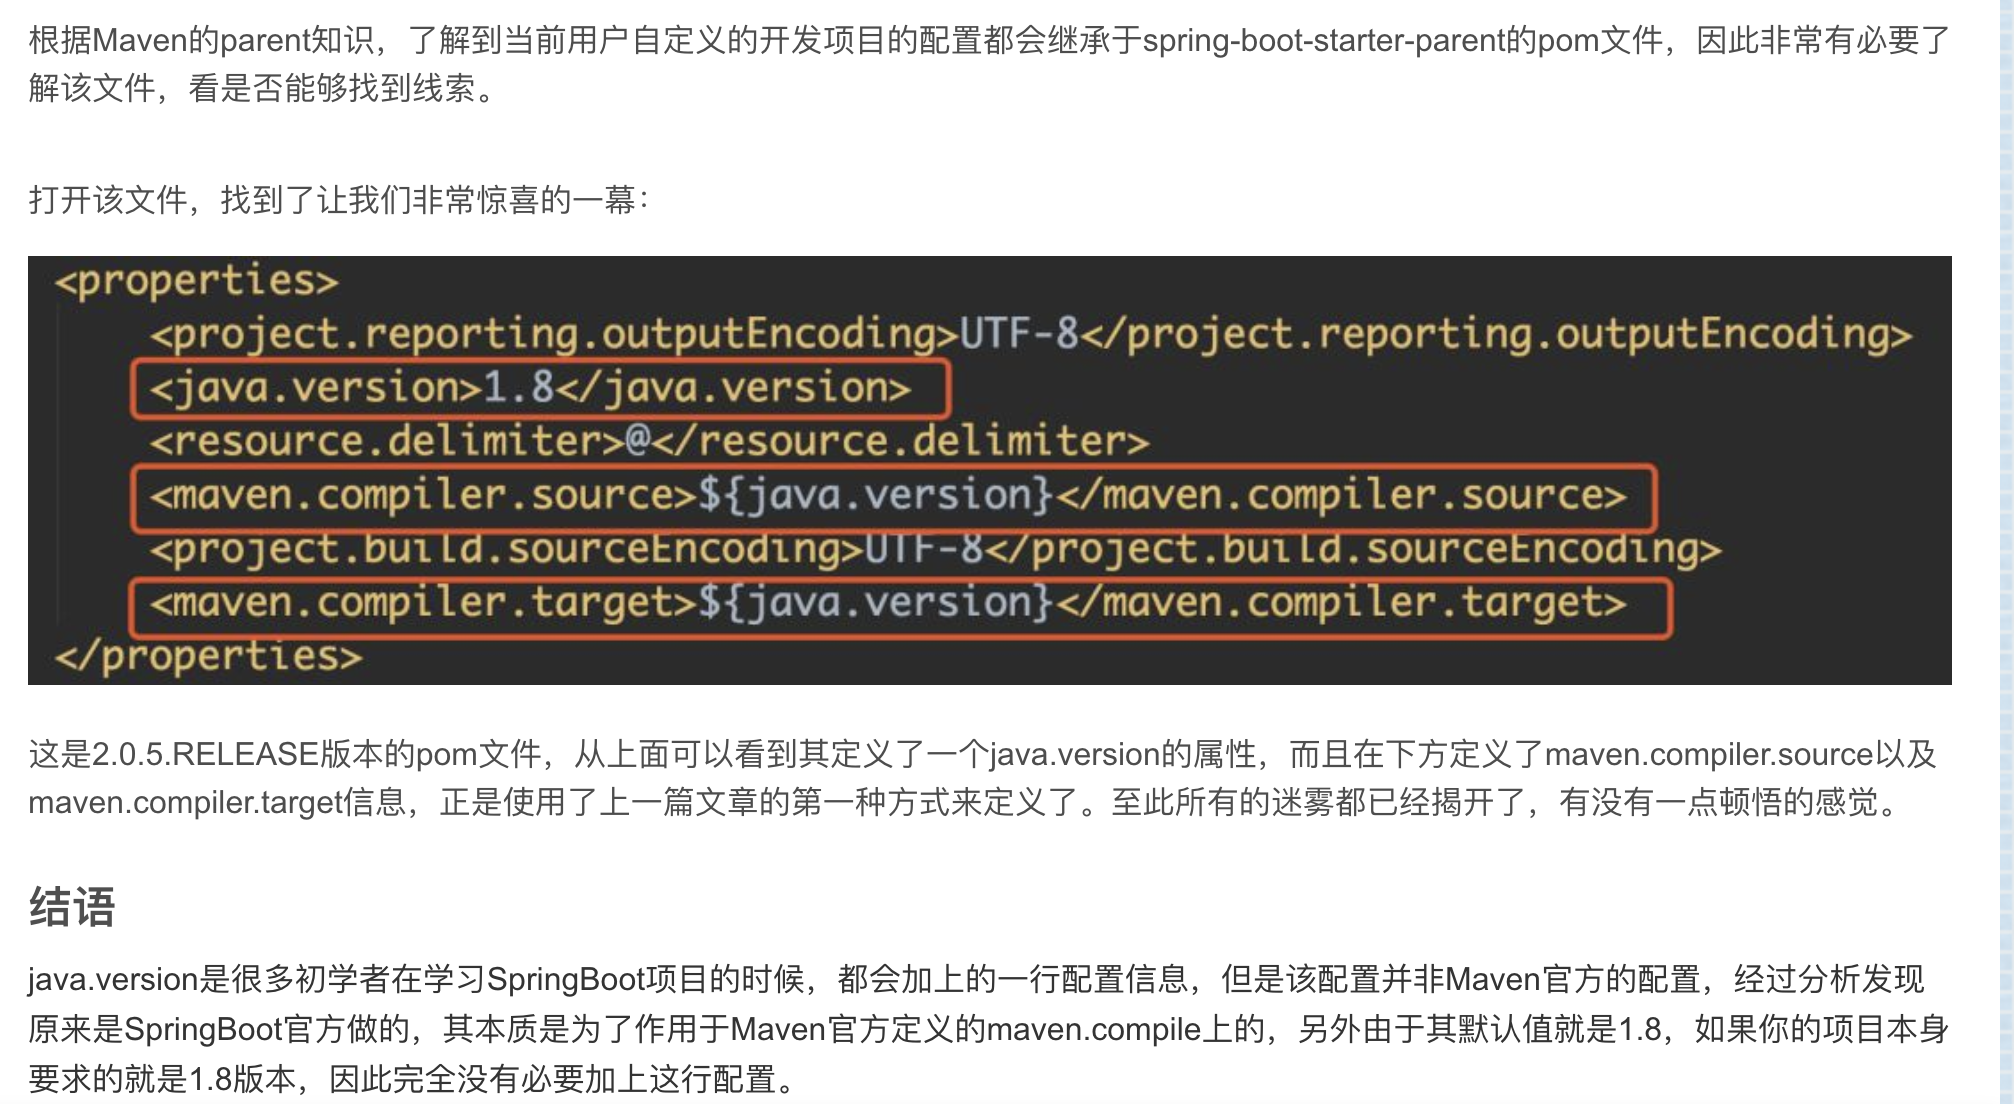 根据Maven的parent知识，了解到当前用户自定义的开发项目的配置都会继承于spring-boot-starter-parent的pom文件，因此非常有必要了
解该文件，看是否能够找到线索。
打开该文件，找到了让我们非常惊喜的一幕：
<properties>
<project.reporting.outputEncoding>UTF-8</project.reporting.outputEncoding>
<java.version>1.8</java.version>
<resource.delimiter>@</resource.delimiter>
<maven.compiler.source>${java.version}</maven.compiler.source>
<project.build.sourceEncoding>UTF-8</project.build.sourceEncoding>
<maven.compiler.target>${java.version}</maven.compiler.target>
</properties>
这是2.0.5.RELEASE版本的pom文件，从上面可以看到其定义了一个java.version的属性，而且在下方定义了maven.compiler.source以及
maven.compiler.target信息，正是使用了上一篇文章的第一种方式来定义了。至此所有的迷雾都已经揭开了，有没有一点顿悟的感觉。
结语
java.version是很多初学者在学习SpringBoot项目的时候，都会加上的一行配置信息，但是该配置并非Maven官方的配置，经过分析发现
原来是SpringBoot官方做的，其本质是为了作用于Maven官方定义的maven.compile上的，另外由于其默认值就是1.8，如果你的项目本身
要求的就是1.8版本，因此完全没有必要加上这行配置。